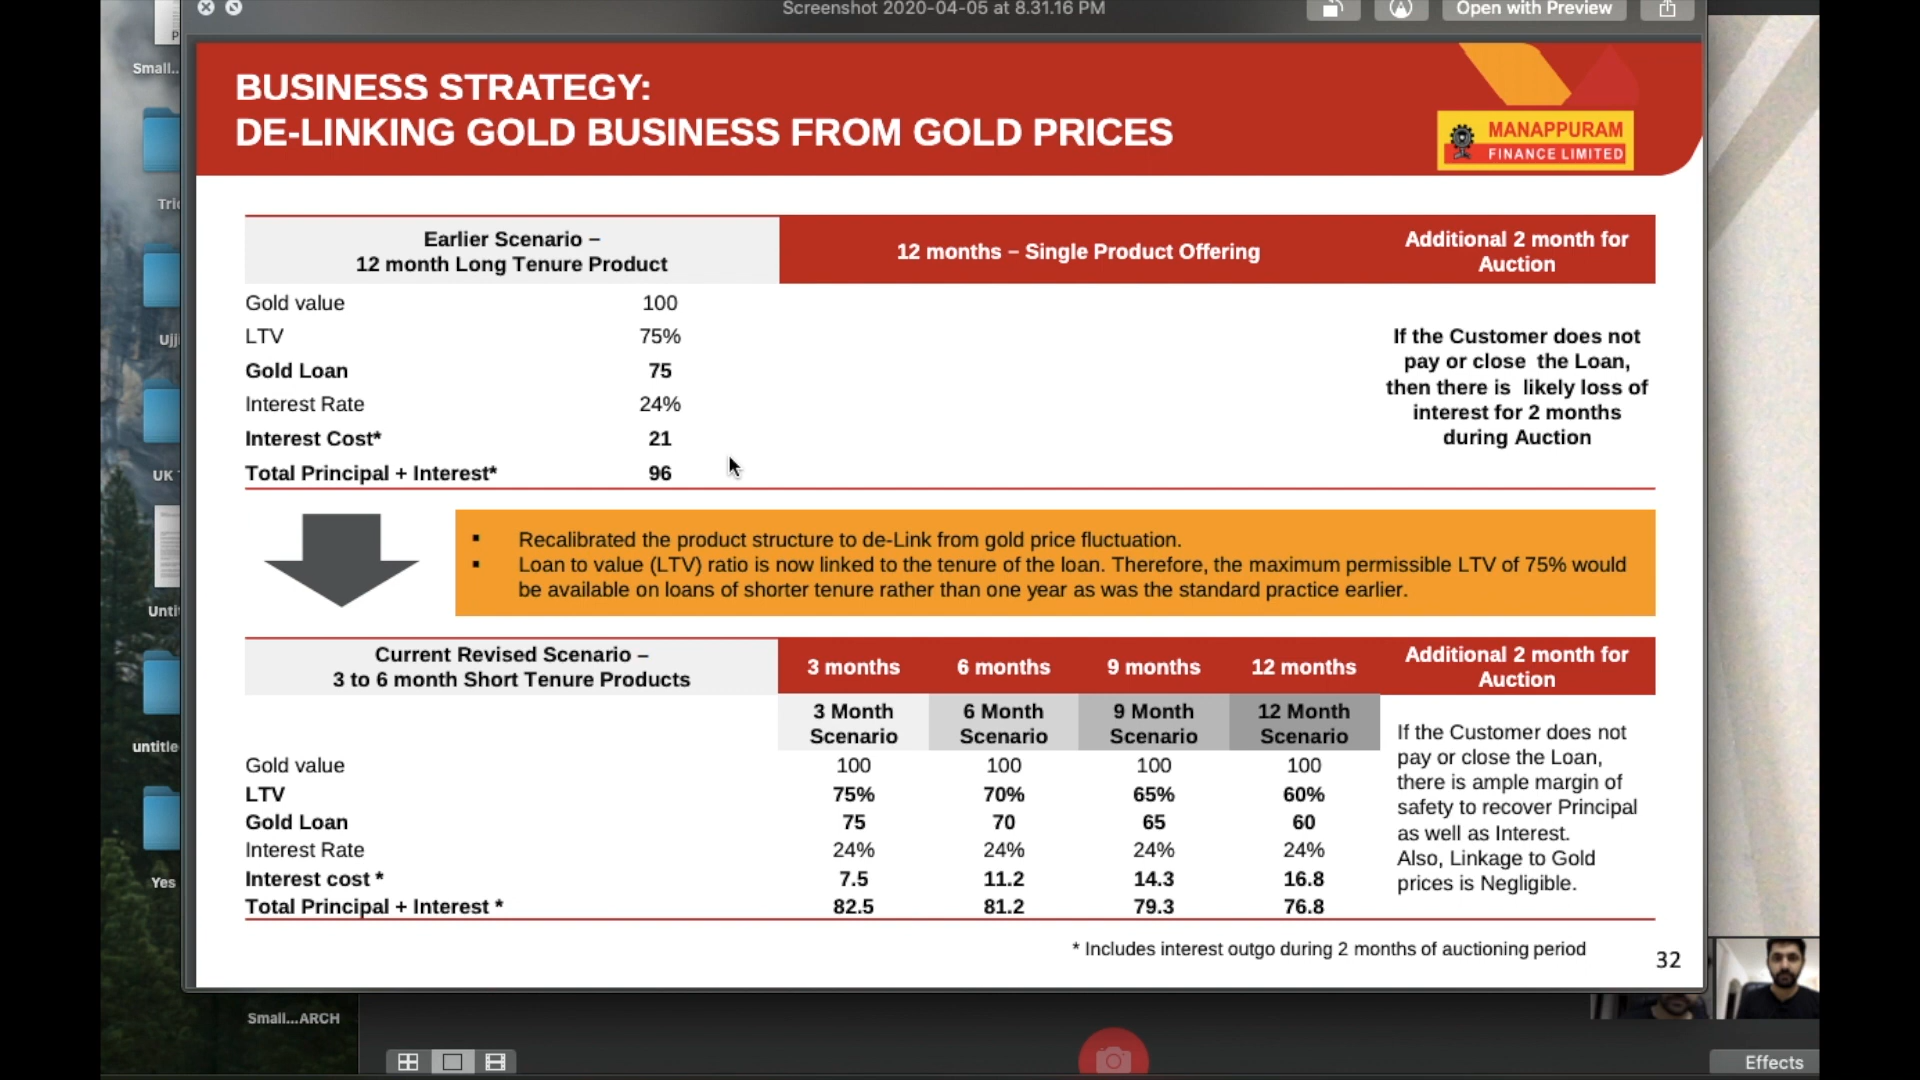 Screenshot 2020-04-05 at 8.31.16 PM
Open with Preview
Small..
BUSINESS STRATEGY:
DE-LINKING GOLD BUSINESS FROM GOLD PRICES
MANAPPURAM
FINANCE LIMITED
Earlier Scenario –
12 month Long Tenure Product
12 months – Single Product Offering
Additional 2 month for
Auction
Gold value 100
LTV 75%
Gold Loan 75
Interest Rate 24%
Interest Cost* 21
Total Principal + Interest* 96
If the Customer does not
pay or close the Loan,
then there is likely loss of
interest for 2 months
during Auction
▪ Recalibrated the product structure to de-Link from gold price fluctuation.
▪ Loan to value (LTV) ratio is now linked to the tenure of the loan. Therefore, the maximum permissible LTV of 75% would
be available on loans of shorter tenure rather than one year as was the standard practice earlier.
Current Revised Scenario –
3 to 6 month Short Tenure Products
3 months 6 months 9 months 12 months
Additional 2 month for
Auction
3 Month
Scenario
6 Month
Scenario
9 Month
Scenario
12 Month
Scenario
Gold value 100 100 100 100
LTV 75% 70% 65% 60%
Gold Loan 75 70 65 60
Interest Rate 24% 24% 24% 24%
Interest cost * 7.5 11.2 14.3 16.8
Total Principal + Interest * 82.5 81.2 79.3 76.8
If the Customer does not
pay or close the Loan,
there is ample margin of
safety to recover Principal
as well as Interest.
Also, Linkage to Gold
prices is Negligible.
* Includes interest outgo during 2 months of auctioning period
32
UK
untitle
Yes
Small...ARCH
Effects